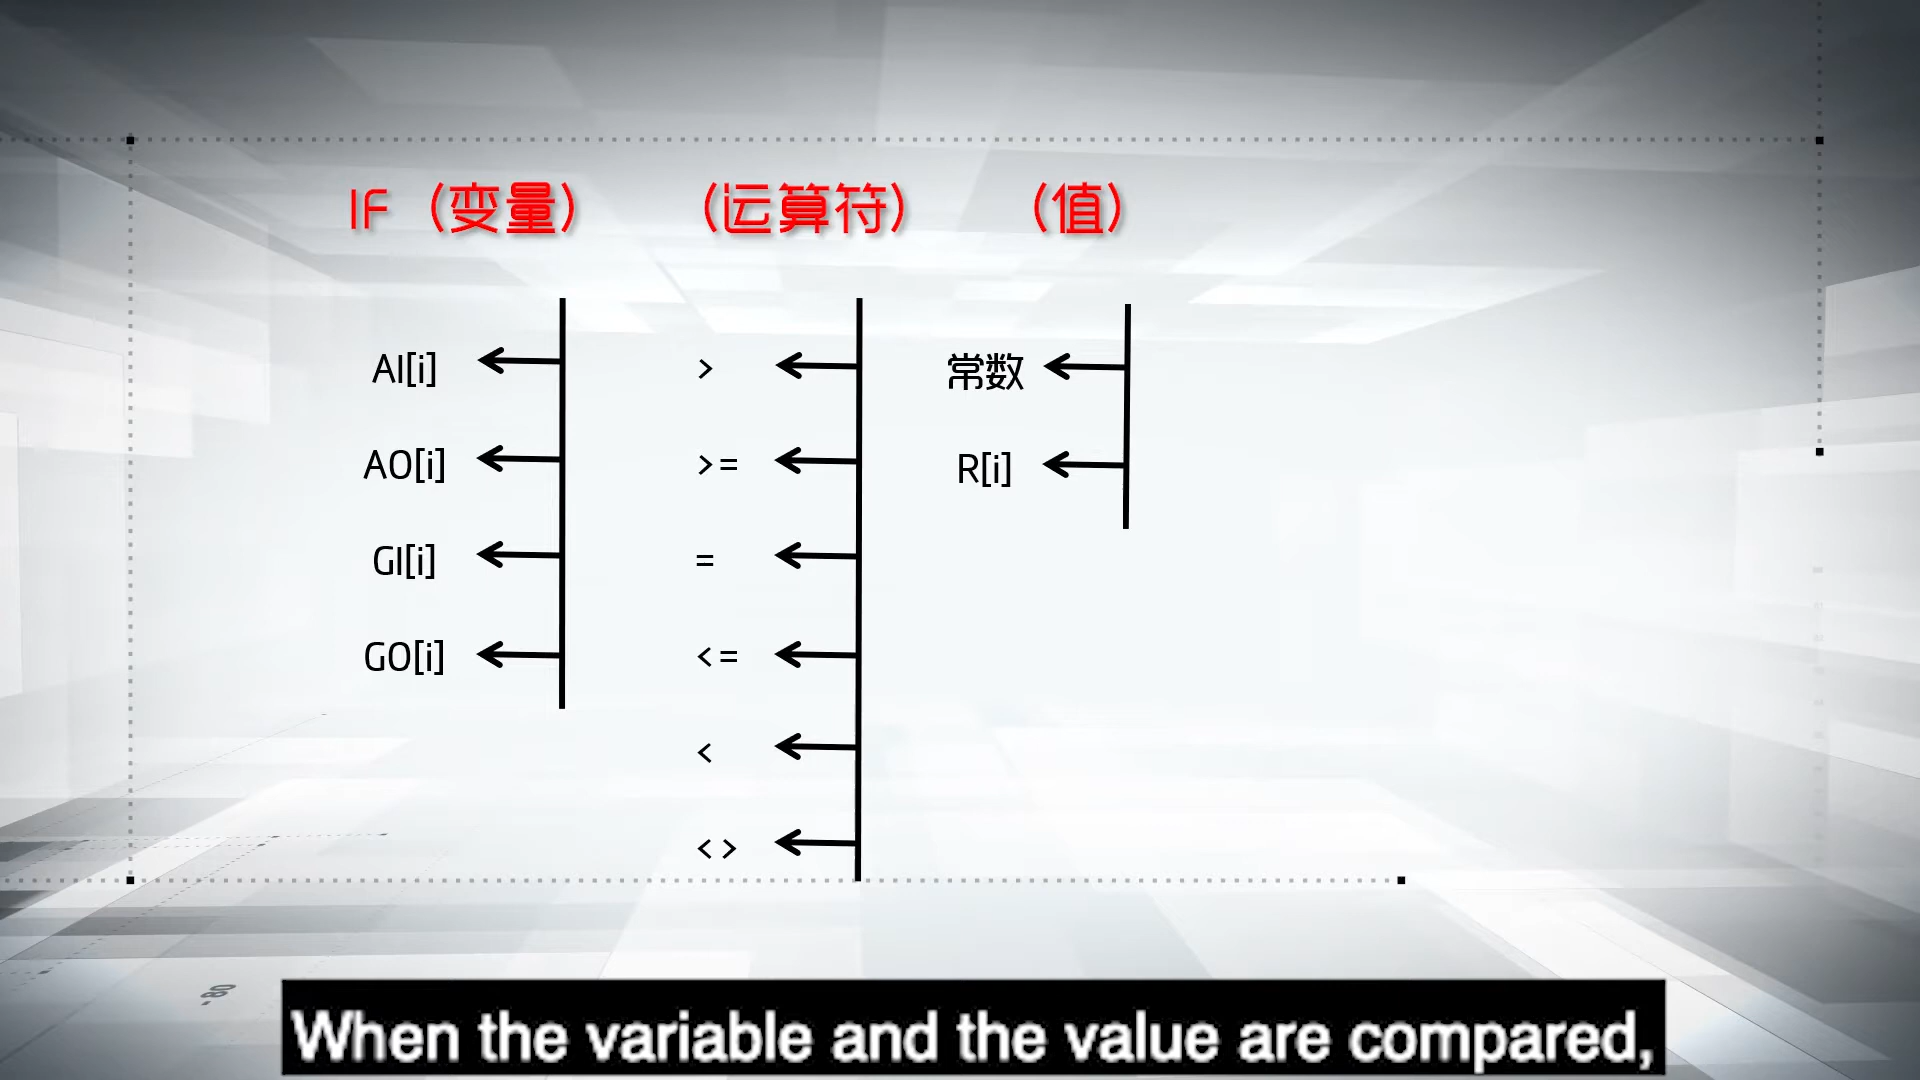 IF（变量） （运算符） （值）
AI[i] > 常数
AO[i] >= R[i]
GI[i] =
GO[i] <=
<
<>
-80
When the variable and the value are compared,